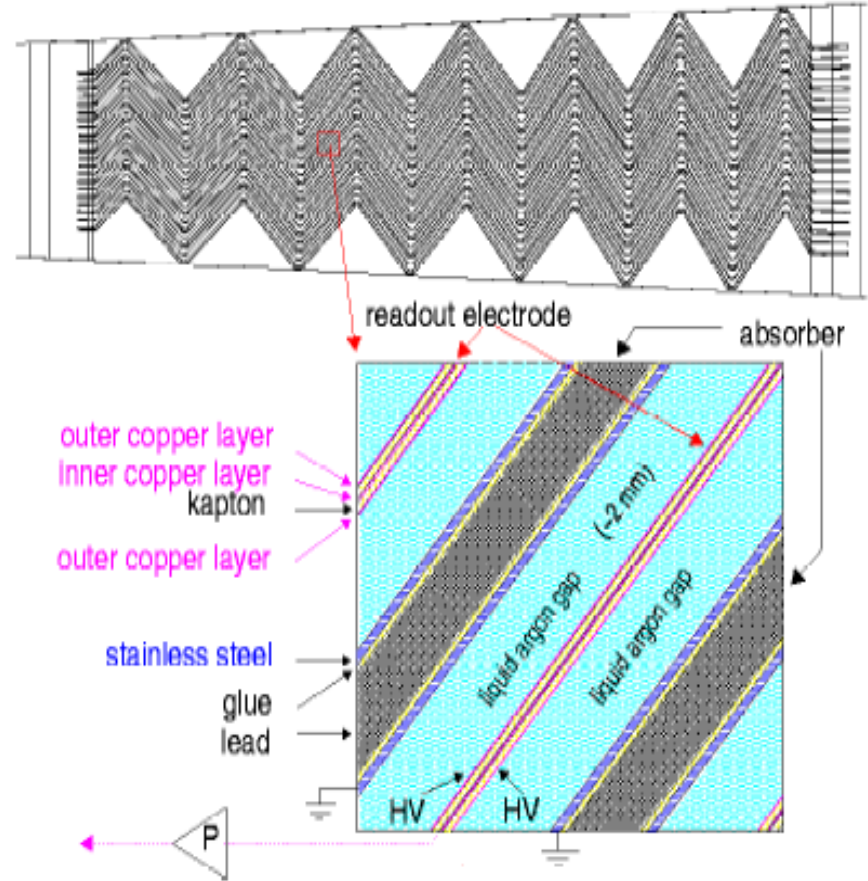 readout electrode
absorber
outer copper layer
inner copper layer
kapton
outer copper layer
(~2 mm)
liquid argon gap
liquid argon gap
stainless steel
glue
lead
HV
HV
P